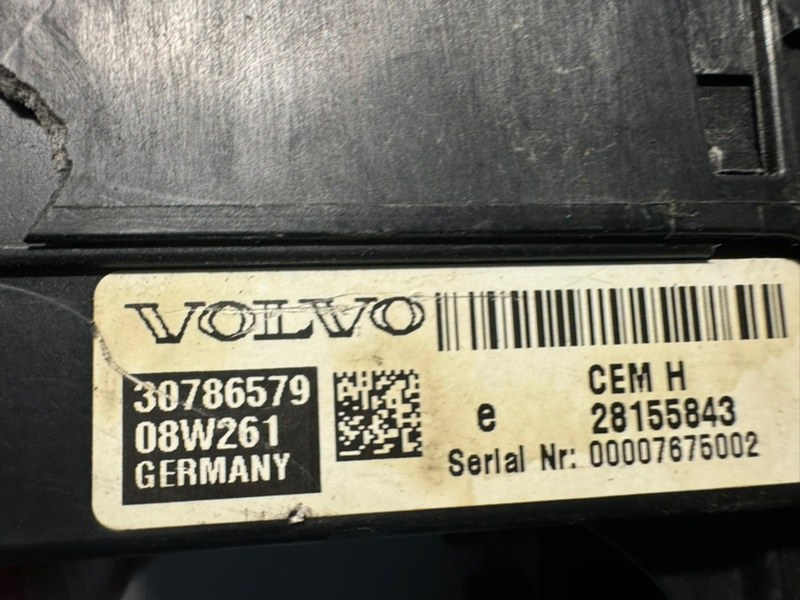 VOLVO
30786579
08W261
GERMANY
CEM H
e 28155843
Serial Nr: 00007675002